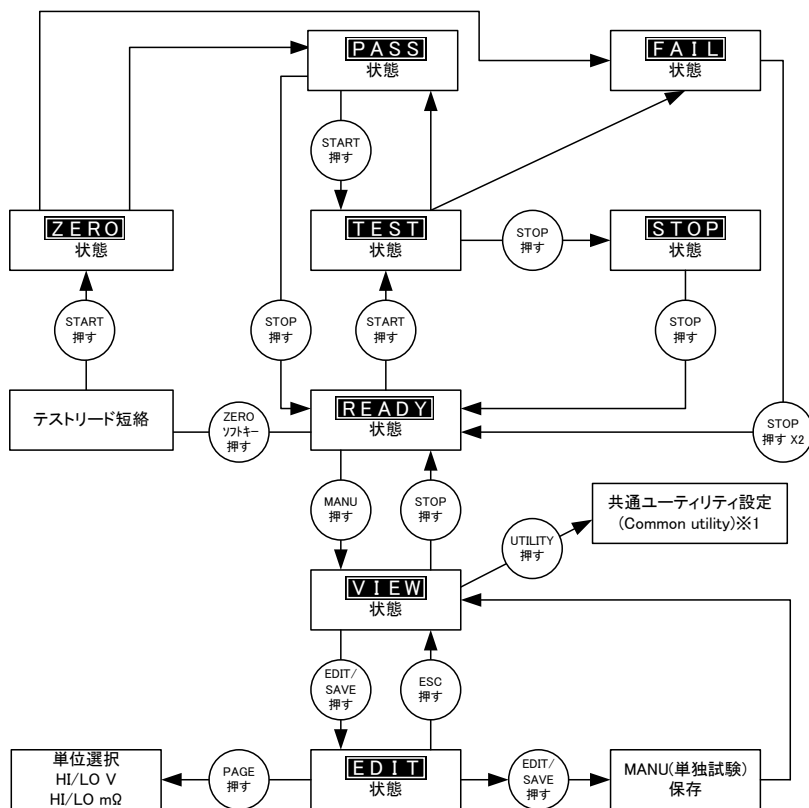 PASS
状態
FAIL
状態
START
押す
ZERO
状態
TEST
状態
STOP
押す
STOP
状態
START
押す
STOP
押す
START
押す
STOP
押す
テストリード短絡
ZERO
ソフトキー
押す
READY
状態
STOP
押す X2
MANU
押す
STOP
押す
共通ユーティリティ設定
(Common utility)※1
UTILITY
押す
VIEW
状態
EDIT/
SAVE
押す
ESC
押す
単位選択
HI/LO V
HI/LO mΩ
PAGE
押す
EDIT
状態
EDIT/
SAVE
押す
MANU(単独試験)
保存